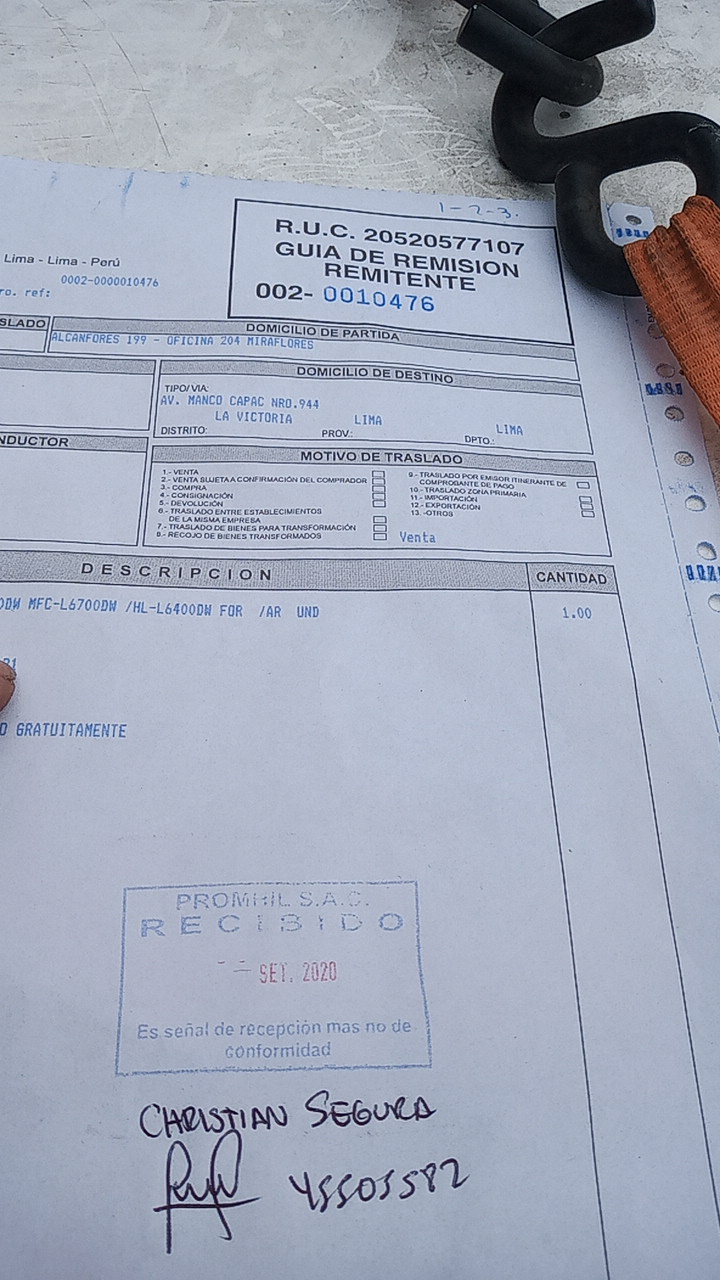 1-2-3.
R.U.C. 20520577107
GUIA DE REMISION
REMITENTE
002- 0010476
Lima - Lima - Perú
0002-0000010476
ro. ref:
SLADO
DOMICILIO DE PARTIDA
ALCANFORES 199 - OFICINA 204 MIRAFLORES
DOMICILIO DE DESTINO
TIPO/VIA:
AV. MANCO CAPAC NRO.944
LA VICTORIA LIMA LIMA
DISTRITO: PROV.: DPTO.:
NDUCTOR
MOTIVO DE TRASLADO
1.- VENTA
2.- VENTA SUJETA A CONFIRMACIÓN DEL COMPRADOR
3.- COMPRA
4.- CONSIGNACIÓN
5.- DEVOLUCIÓN
6.- TRASLADO ENTRE ESTABLECIMIENTOS
DE LA MISMA EMPRESA
7.- TRASLADO DE BIENES PARA TRANSFORMACIÓN
8.- RECOJO DE BIENES TRANSFORMADOS
9.- TRASLADO POR EMISOR ITINERANTE DE
COMPROBANTE DE PAGO
10.- TRASLADO ZONA PRIMARIA
11.- IMPORTACIÓN
12.- EXPORTACIÓN
13. -OTROS
Venta
DESCRIPCION CANTIDAD
0DW MFC-L6700DW /HL-L6400DW FOR /AR UND 1.00
O GRATUITAMENTE
PROMHIL S.A.C.
RECIBIDO
SET. 2020
Es señal de recepción mas no de
conformidad
CHRISTIAN SEGURA
45505582